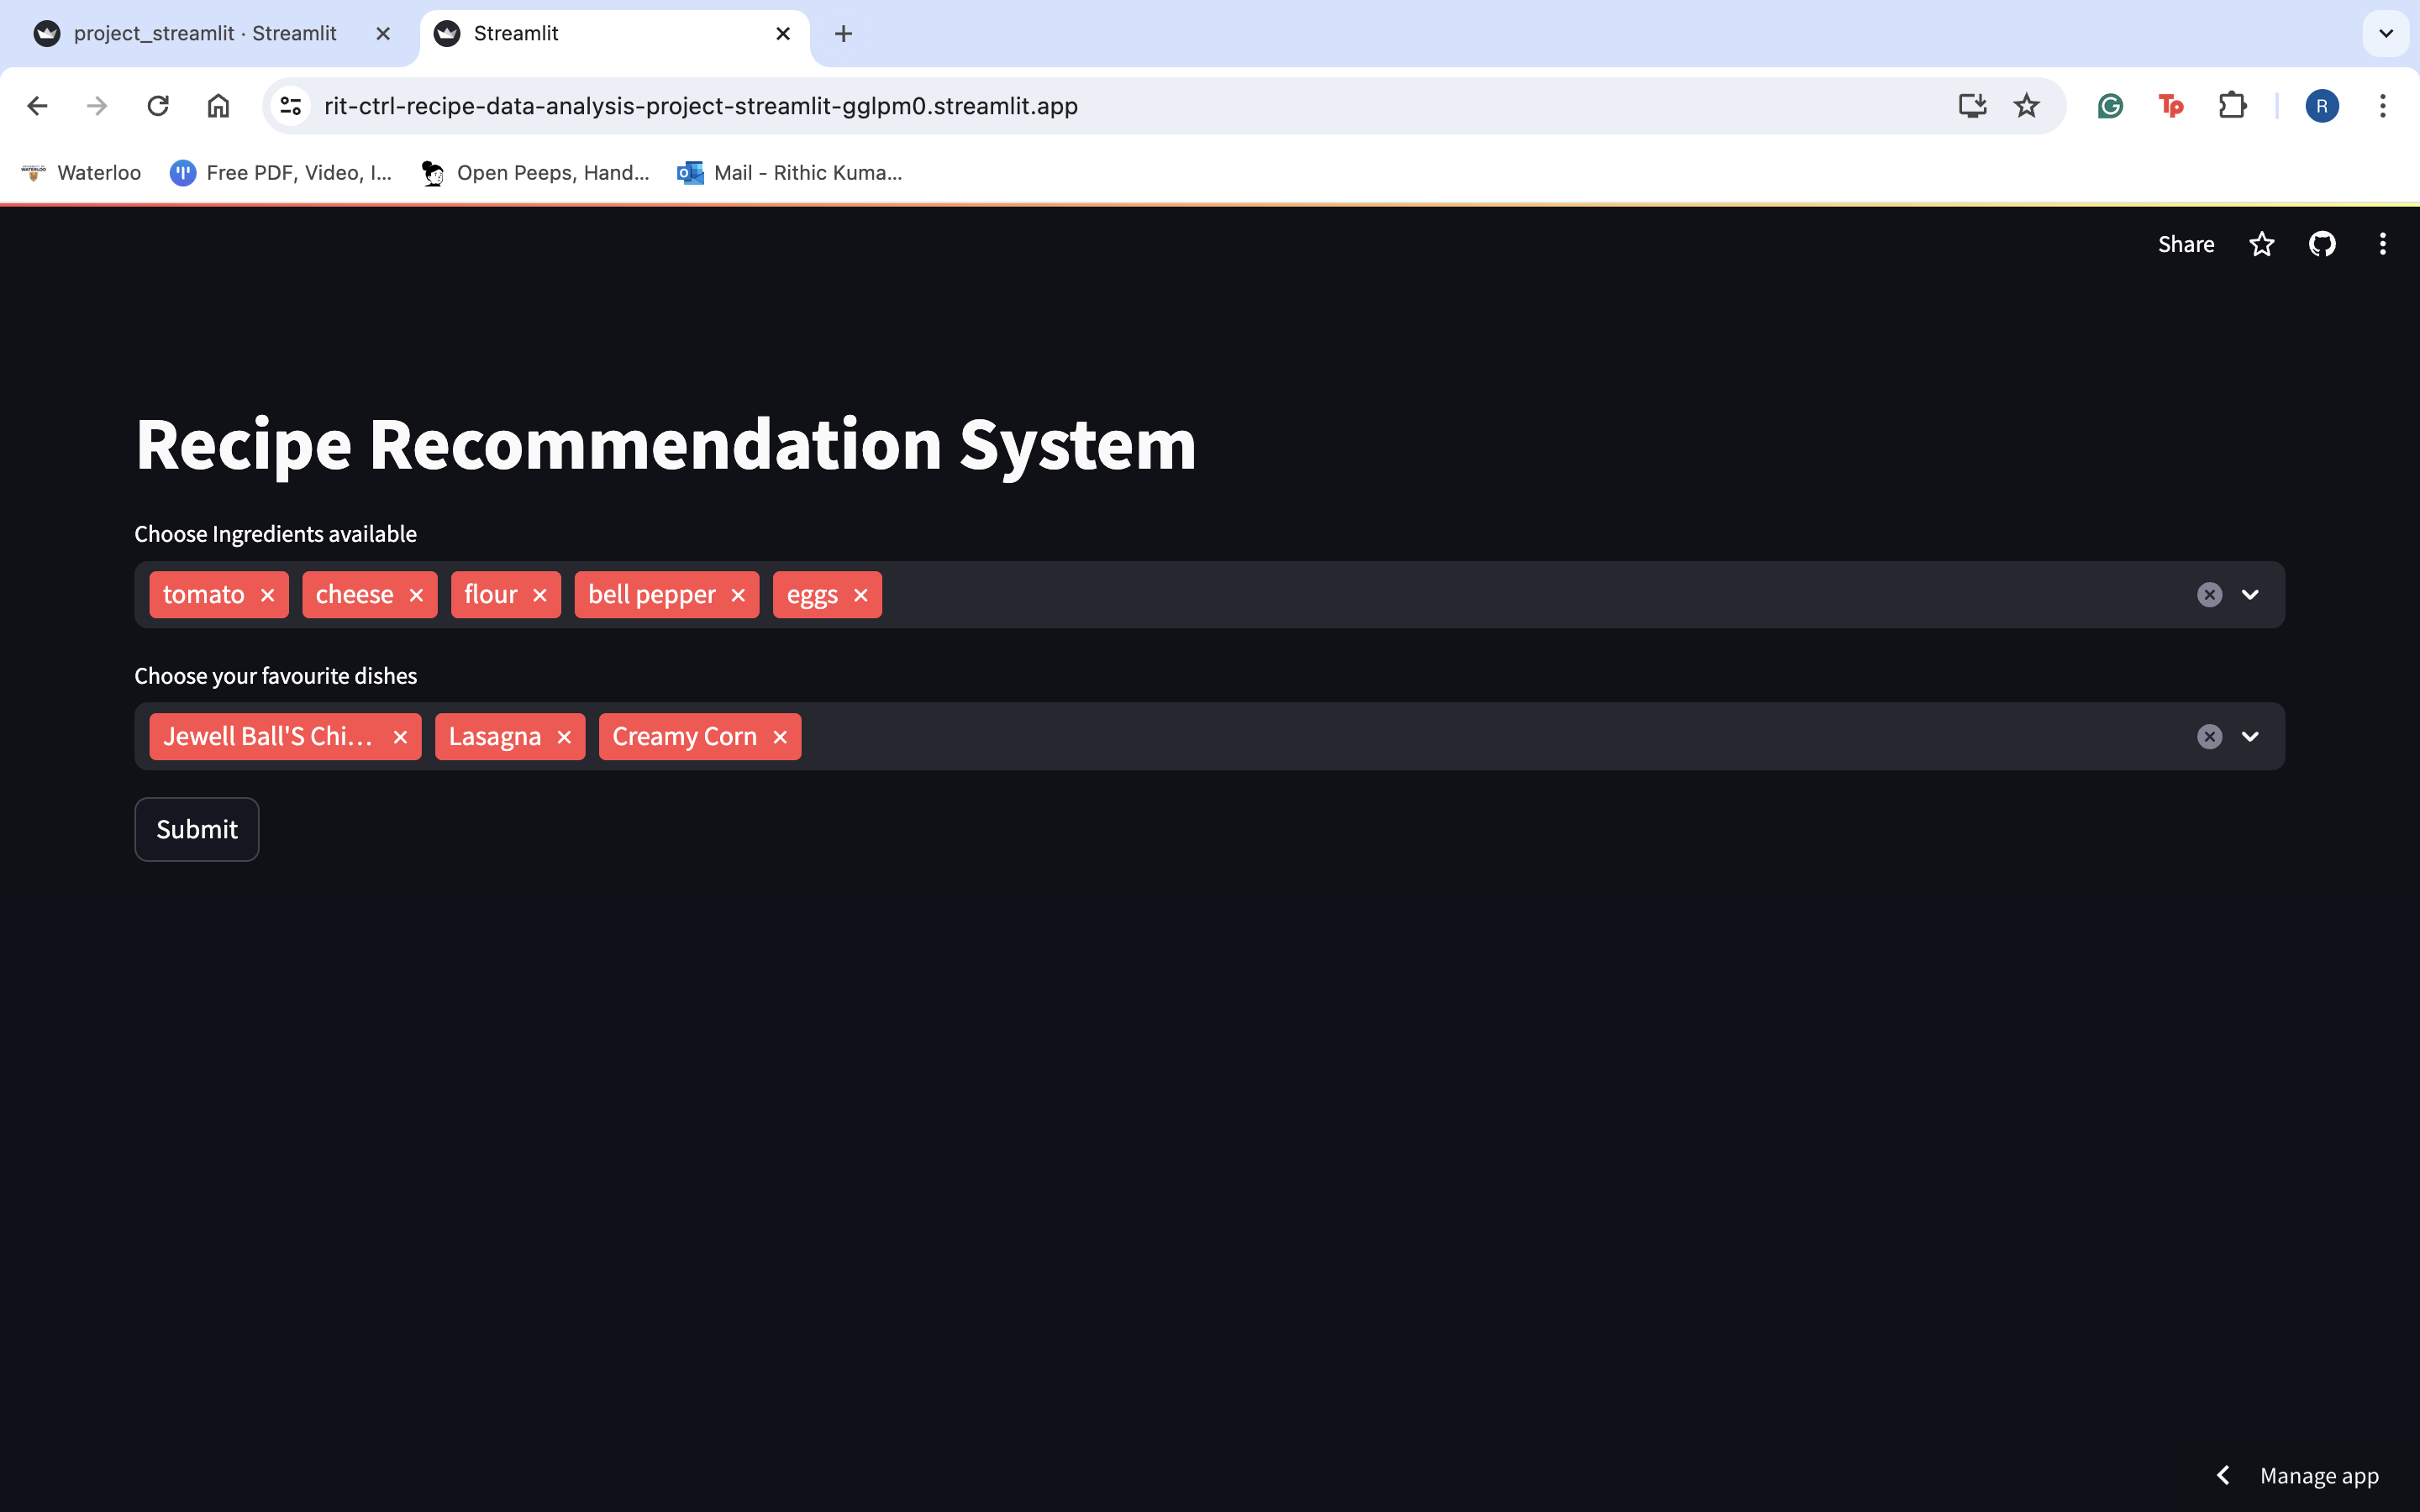 project_streamlit · Streamlit
Streamlit
rit-ctrl-recipe-data-analysis-project-streamlit-gglpm0.streamlit.app
Tp
R
Waterloo
Free PDF, Video, I...
Open Peeps, Hand...
Mail - Rithic Kuma...
Share
Recipe Recommendation System
Choose Ingredients available
tomato cheese flour bell pepper eggs
Choose your favourite dishes
Jewell Ball'S Chi... Lasagna Creamy Corn
Submit
Manage app